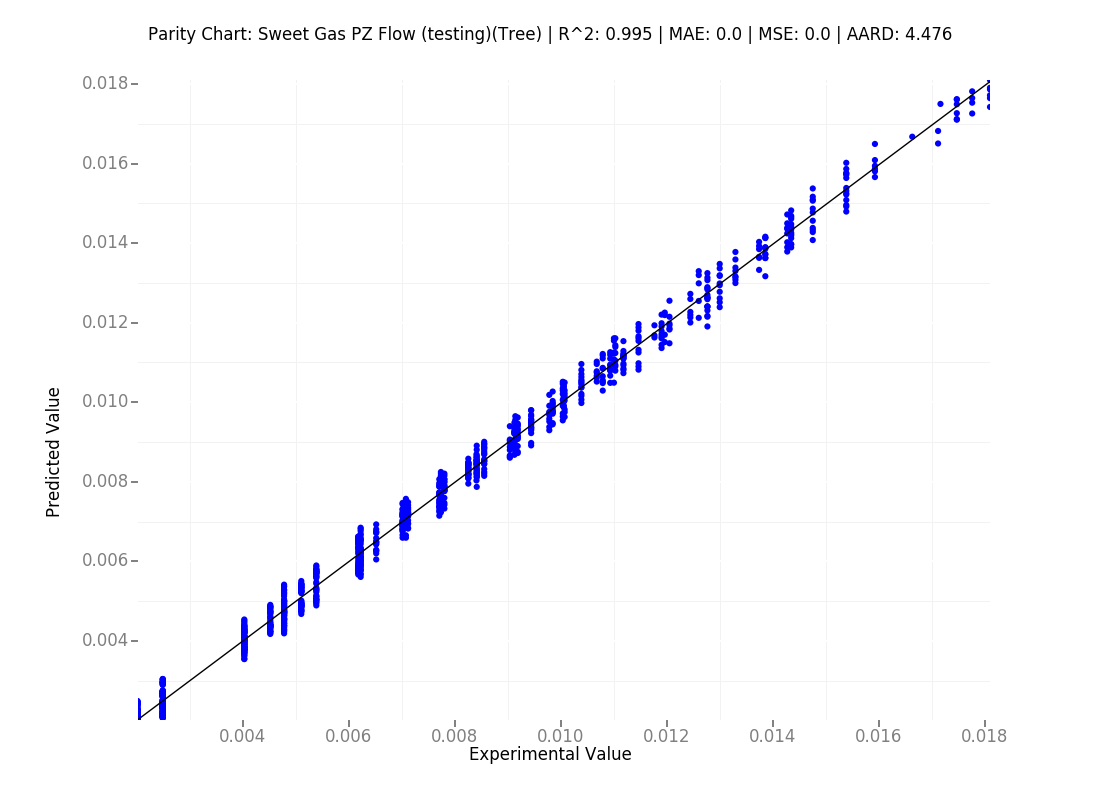 Parity Chart: Sweet Gas PZ Flow (testing)(Tree) | R^2: 0.995 | MAE: 0.0 | MSE: 0.0 | AARD: 4.476
0.018
0.016
0.014
0.012
0.010
0.008
0.006
0.004
Predicted Value
0.004 0.006 0.008 0.010 0.012 0.014 0.016 0.018
Experimental Value